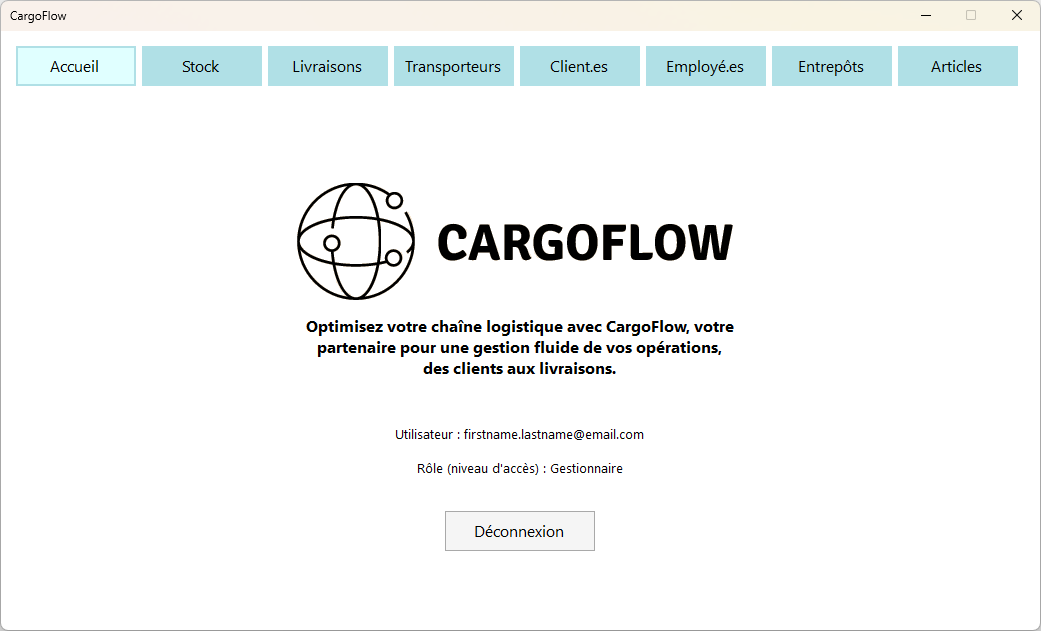 CargoFlow
Accueil
Stock
Livraisons
Transporteurs
Client.es
Employé.es
Entrepôts
Articles
CARGOFLOW
Optimisez votre chaîne logistique avec CargoFlow, votre
partenaire pour une gestion fluide de vos opérations,
des clients aux livraisons.
Utilisateur : firstname.lastname@email.com
Rôle (niveau d'accès) : Gestionnaire
Déconnexion